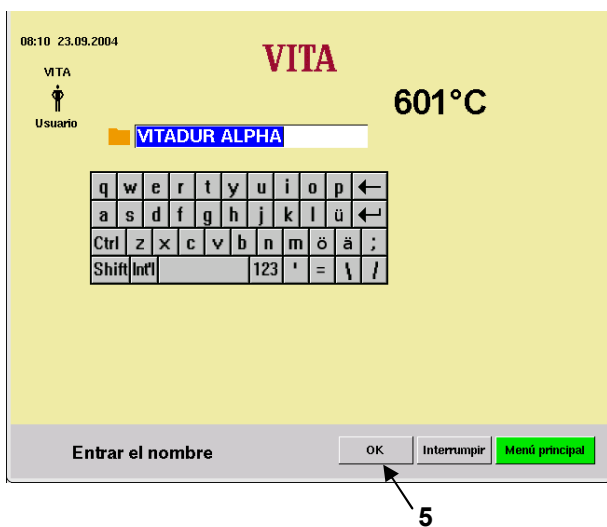 08:10 23.09.2004
VITA
VITA
601°C
Usuario
VITADUR ALPHA
q w e r t y u i o p ←
a s d f g h j k l ü ↵
Ctrl z x c v b n m ö ä ;
Shift Int'l 123 ' = \ /
Entrar el nombre OK Interrumpir Menú principal
5